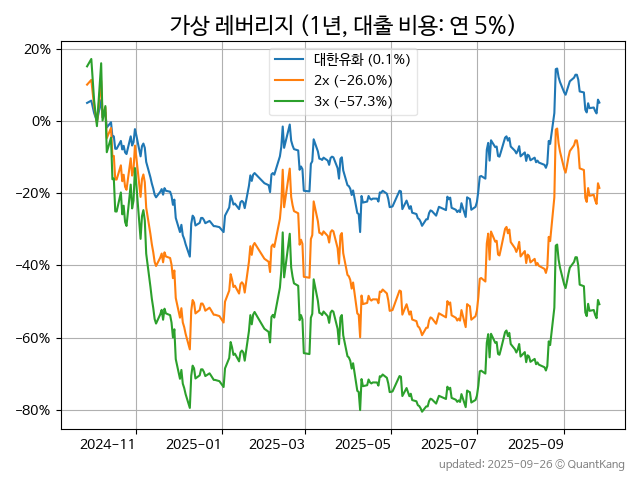 가상 레버리지 (1년, 대출 비용: 연 5%)
대한유화 (0.1%)
2x (−26.0%)
3x (−57.3%)
20%
0%
−20%
−40%
−60%
−80%
2024-11
2025-01
2025-03
2025-05
2025-07
2025-09
updated: 2025-09-26 © QuantKang